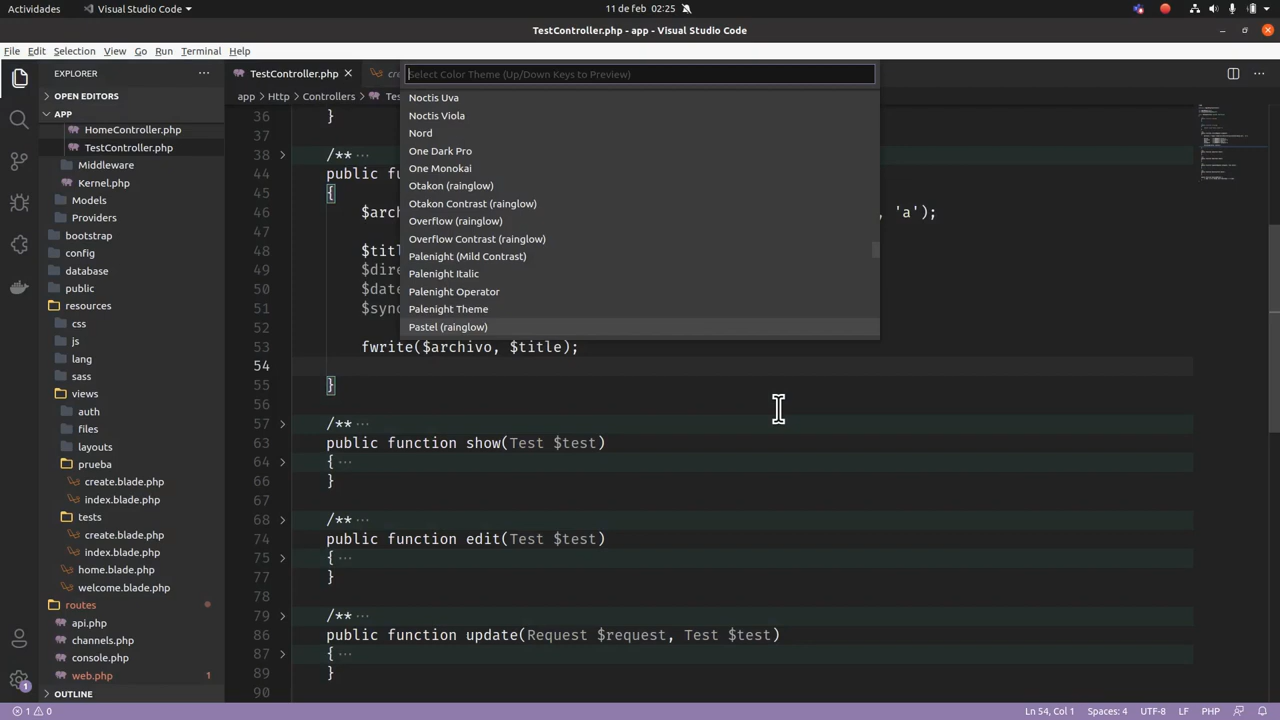 Actividades
Visual Studio Code
11 de feb 02:25
TestController.php - app - Visual Studio Code
File Edit Selection View Go Run Terminal Help
EXPLORER
OPEN EDITORS
APP
HomeController.php
TestController.php
Middleware
Kernel.php
Models
Providers
bootstrap
config
database
public
resources
css
js
lang
sass
views
auth
files
layouts
prueba
create.blade.php
index.blade.php
tests
create.blade.php
index.blade.php
home.blade.php
welcome.blade.php
routes
api.php
channels.php
console.php
web.php 1
OUTLINE
1
TestController.php
app > Http > Controllers >
Select Color Theme (Up/Down Keys to Preview)
Noctis Uva
Noctis Viola
Nord
One Dark Pro
One Monokai
Otakon (rainglow)
Otakon Contrast (rainglow)
Overflow (rainglow)
Overflow Contrast (rainglow)
Palenight (Mild Contrast)
Palenight Italic
Palenight Operator
Palenight Theme
Pastel (rainglow)
36 }
37
38 /** ···
44 public
45 {
46 , 'a');
48
49
50
51
52
53 fwrite($archivo, $title);
54
55 }
56
57 /** ···
63 public function show(Test $test)
64 { ···
66 }
67
68 /** ···
74 public function edit(Test $test)
75 { ···
77 }
78
79 /** ···
86 public function update(Request $request, Test $test)
87 { ···
89 }
90
1 0
Ln 54, Col 1 Spaces: 4 UTF-8 LF PHP